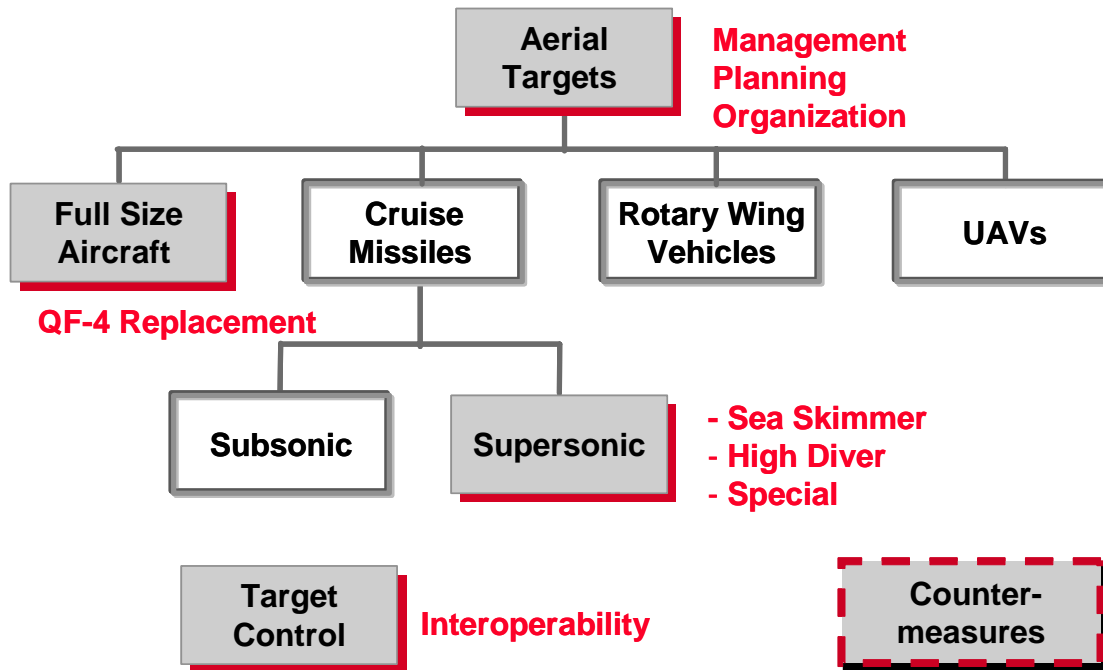 Aerial
Targets
Management
Planning
Organization
Full Size
Aircraft
Cruise
Missiles
Rotary Wing
Vehicles
UAVs
QF-4 Replacement
Subsonic
Supersonic
- Sea Skimmer
- High Diver
- Special
Target
Control
Interoperability
Counter-
measures